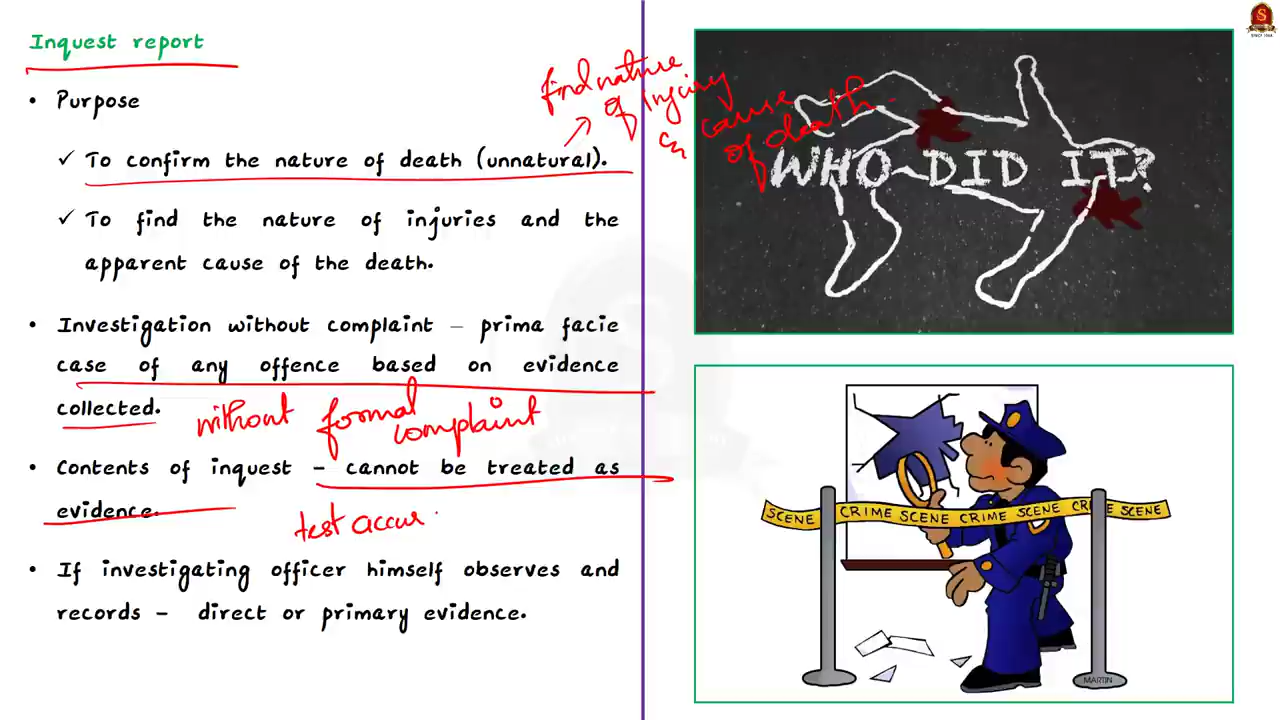 Inquest report
• Purpose
✓ To confirm the nature of death (unnatural).
✓ To find the nature of injuries and the
apparent cause of the death.
• Investigation without complaint – prima facie
case of any offence based on evidence
collected.
without formal
complaint
• Contents of inquest – cannot be treated as
evidence.
test accur
• If investigating officer himself observes and
records – direct or primary evidence.
find nature
of injury
& cause
of death.
WHO DID IT?
SCENE CRIME SCENE CRIME SCENE CRIME SCENE
MARTIN
S